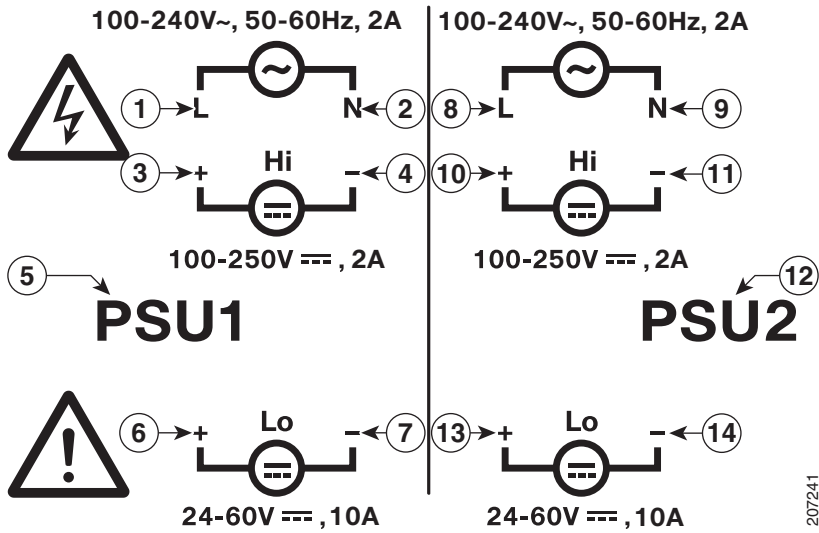 100-240V~, 50-60Hz, 2A
100-240V~, 50-60Hz, 2A
1 L N 2
8 L N 9
3 + Hi - 4
10 + Hi - 11
100-250V ⎓ , 2A
100-250V ⎓ , 2A
5
12
PSU1
PSU2
6 + Lo - 7
13 + Lo - 14
24-60V ⎓ , 10A
24-60V ⎓ , 10A
207241